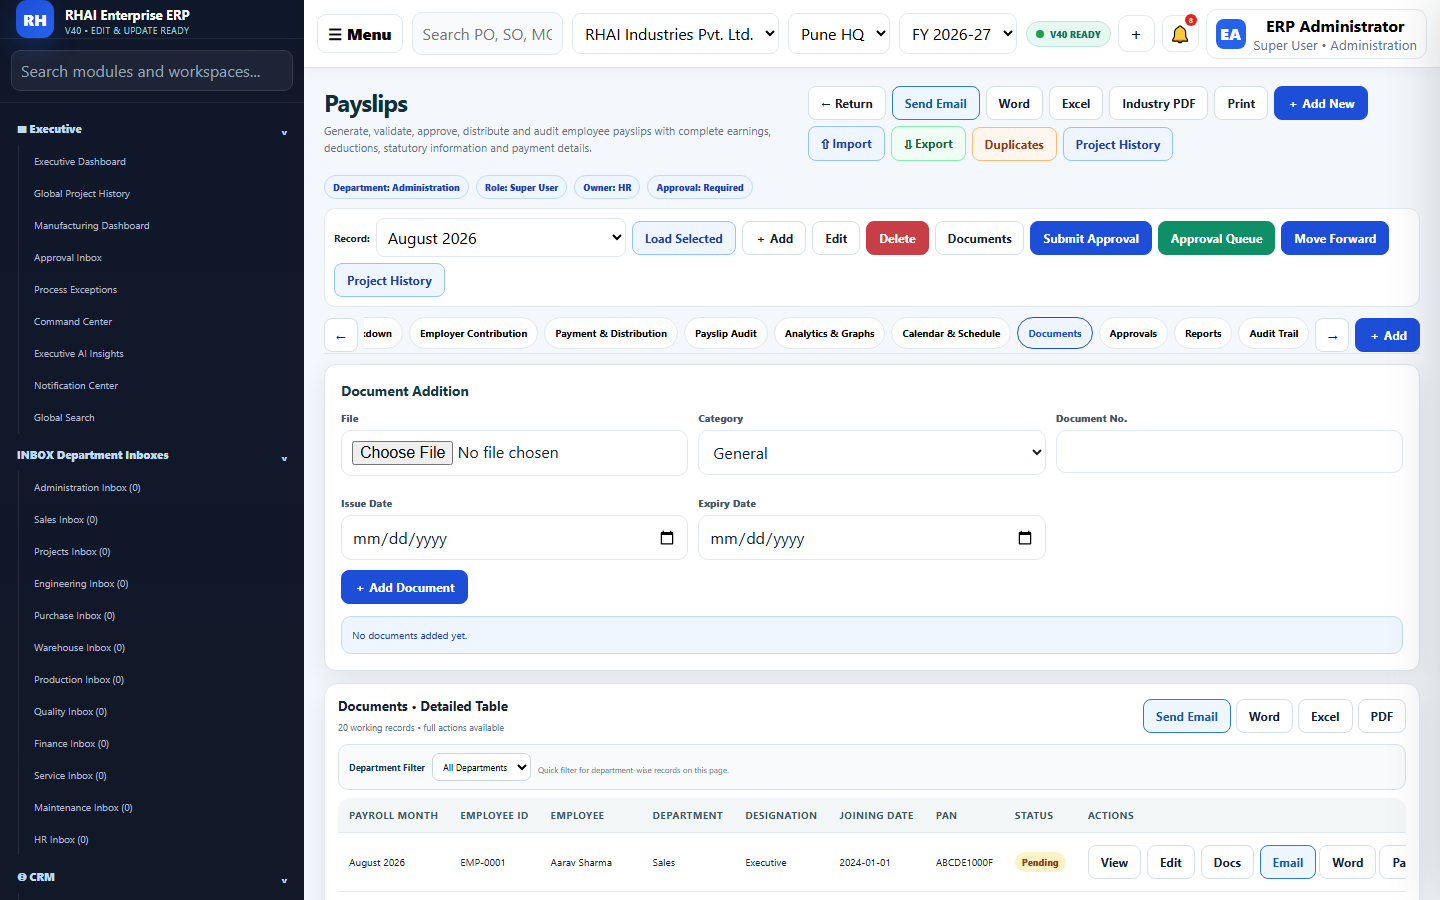 RH
RHAI Enterprise ERP
V40 • EDIT & UPDATE READY
Search modules and workspaces...
Executive
Executive Dashboard
Global Project History
Manufacturing Dashboard
Approval Inbox
Process Exceptions
Command Center
Executive AI Insights
Notification Center
Global Search
INBOX Department Inboxes
Administration Inbox (0)
Sales Inbox (0)
Projects Inbox (0)
Engineering Inbox (0)
Purchase Inbox (0)
Warehouse Inbox (0)
Production Inbox (0)
Quality Inbox (0)
Finance Inbox (0)
Service Inbox (0)
Maintenance Inbox (0)
HR Inbox (0)
CRM
☰ Menu
Search PO, SO, MO
RHAI Industries Pvt. Ltd.
Pune HQ
FY 2026-27
V40 READY
+
8
EA
ERP Administrator
Super User • Administration
Payslips
Generate, validate, approve, distribute and audit employee payslips with complete earnings,
deductions, statutory information and payment details.
← Return
Send Email
Word
Excel
Industry PDF
Print
+ Add New
⇧ Import
⇩ Export
Duplicates
Project History
Department: Administration
Role: Super User
Owner: HR
Approval: Required
Record:
August 2026
Load Selected
+ Add
Edit
Delete
Documents
Submit Approval
Approval Queue
Move Forward
Project History
←
kdown
Employer Contribution
Payment & Distribution
Payslip Audit
Analytics & Graphs
Calendar & Schedule
Documents
Approvals
Reports
Audit Trail
→
+ Add
Document Addition
File
Category
Document No.
Choose File No file chosen
General
Issue Date
Expiry Date
mm/dd/yyyy
mm/dd/yyyy
+ Add Document
No documents added yet.
Documents • Detailed Table
20 working records • full actions available
Send Email
Word
Excel
PDF
Department Filter
All Departments
Quick filter for department-wise records on this page.
PAYROLL MONTH EMPLOYEE ID EMPLOYEE DEPARTMENT DESIGNATION JOINING DATE PAN STATUS ACTIONS
August 2026 EMP-0001 Aarav Sharma Sales Executive 2024-01-01 ABCDE1000F Pending View Edit Docs Email Word Pa